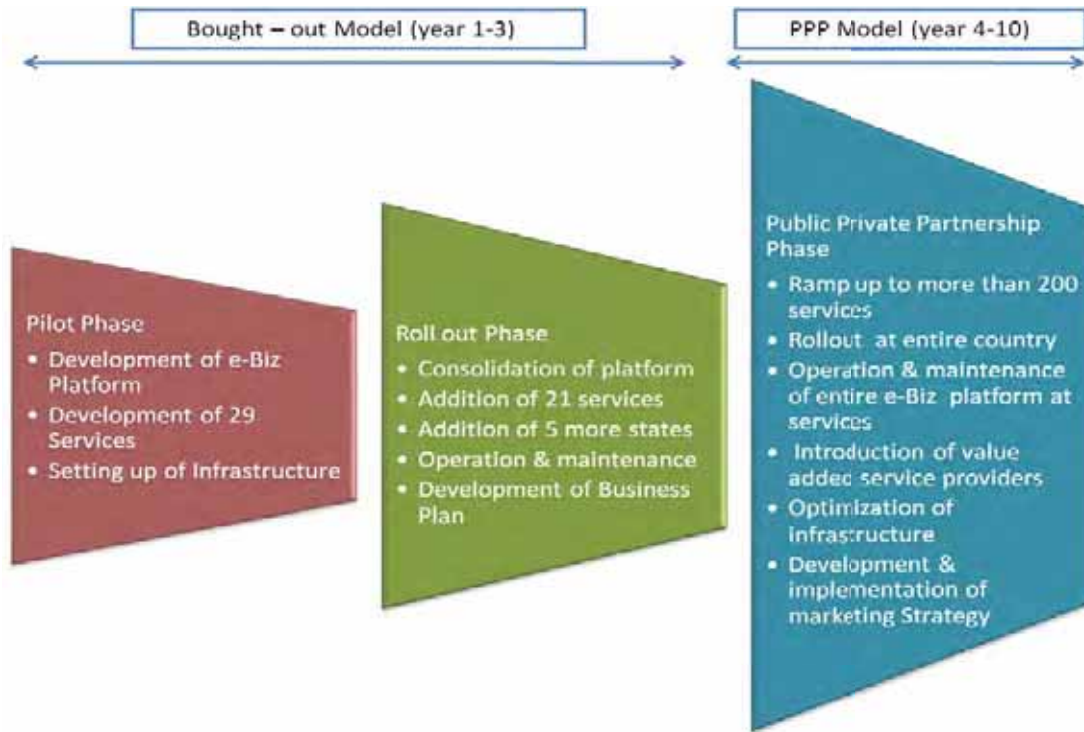 Bought – out Model (year 1-3)
PPP Model (year 4-10)
Pilot Phase
• Development of e-Biz
Platform
• Development of 29
Services
• Setting up of Infrastructure
Roll out Phase
• Consolidation of platform
• Addition of 21 services
• Addition of 5 more states
• Operation & maintenance
• Development of Business
Plan
Public Private Partnership
Phase
• Ramp up to more than 200
services
• Rollout at entire country
• Operation & maintenance
of entire e-Biz platform at
services
• Introduction of value
added service providers
• Optimization of
infrastructure
• Development &
implementation of
marketing Strategy